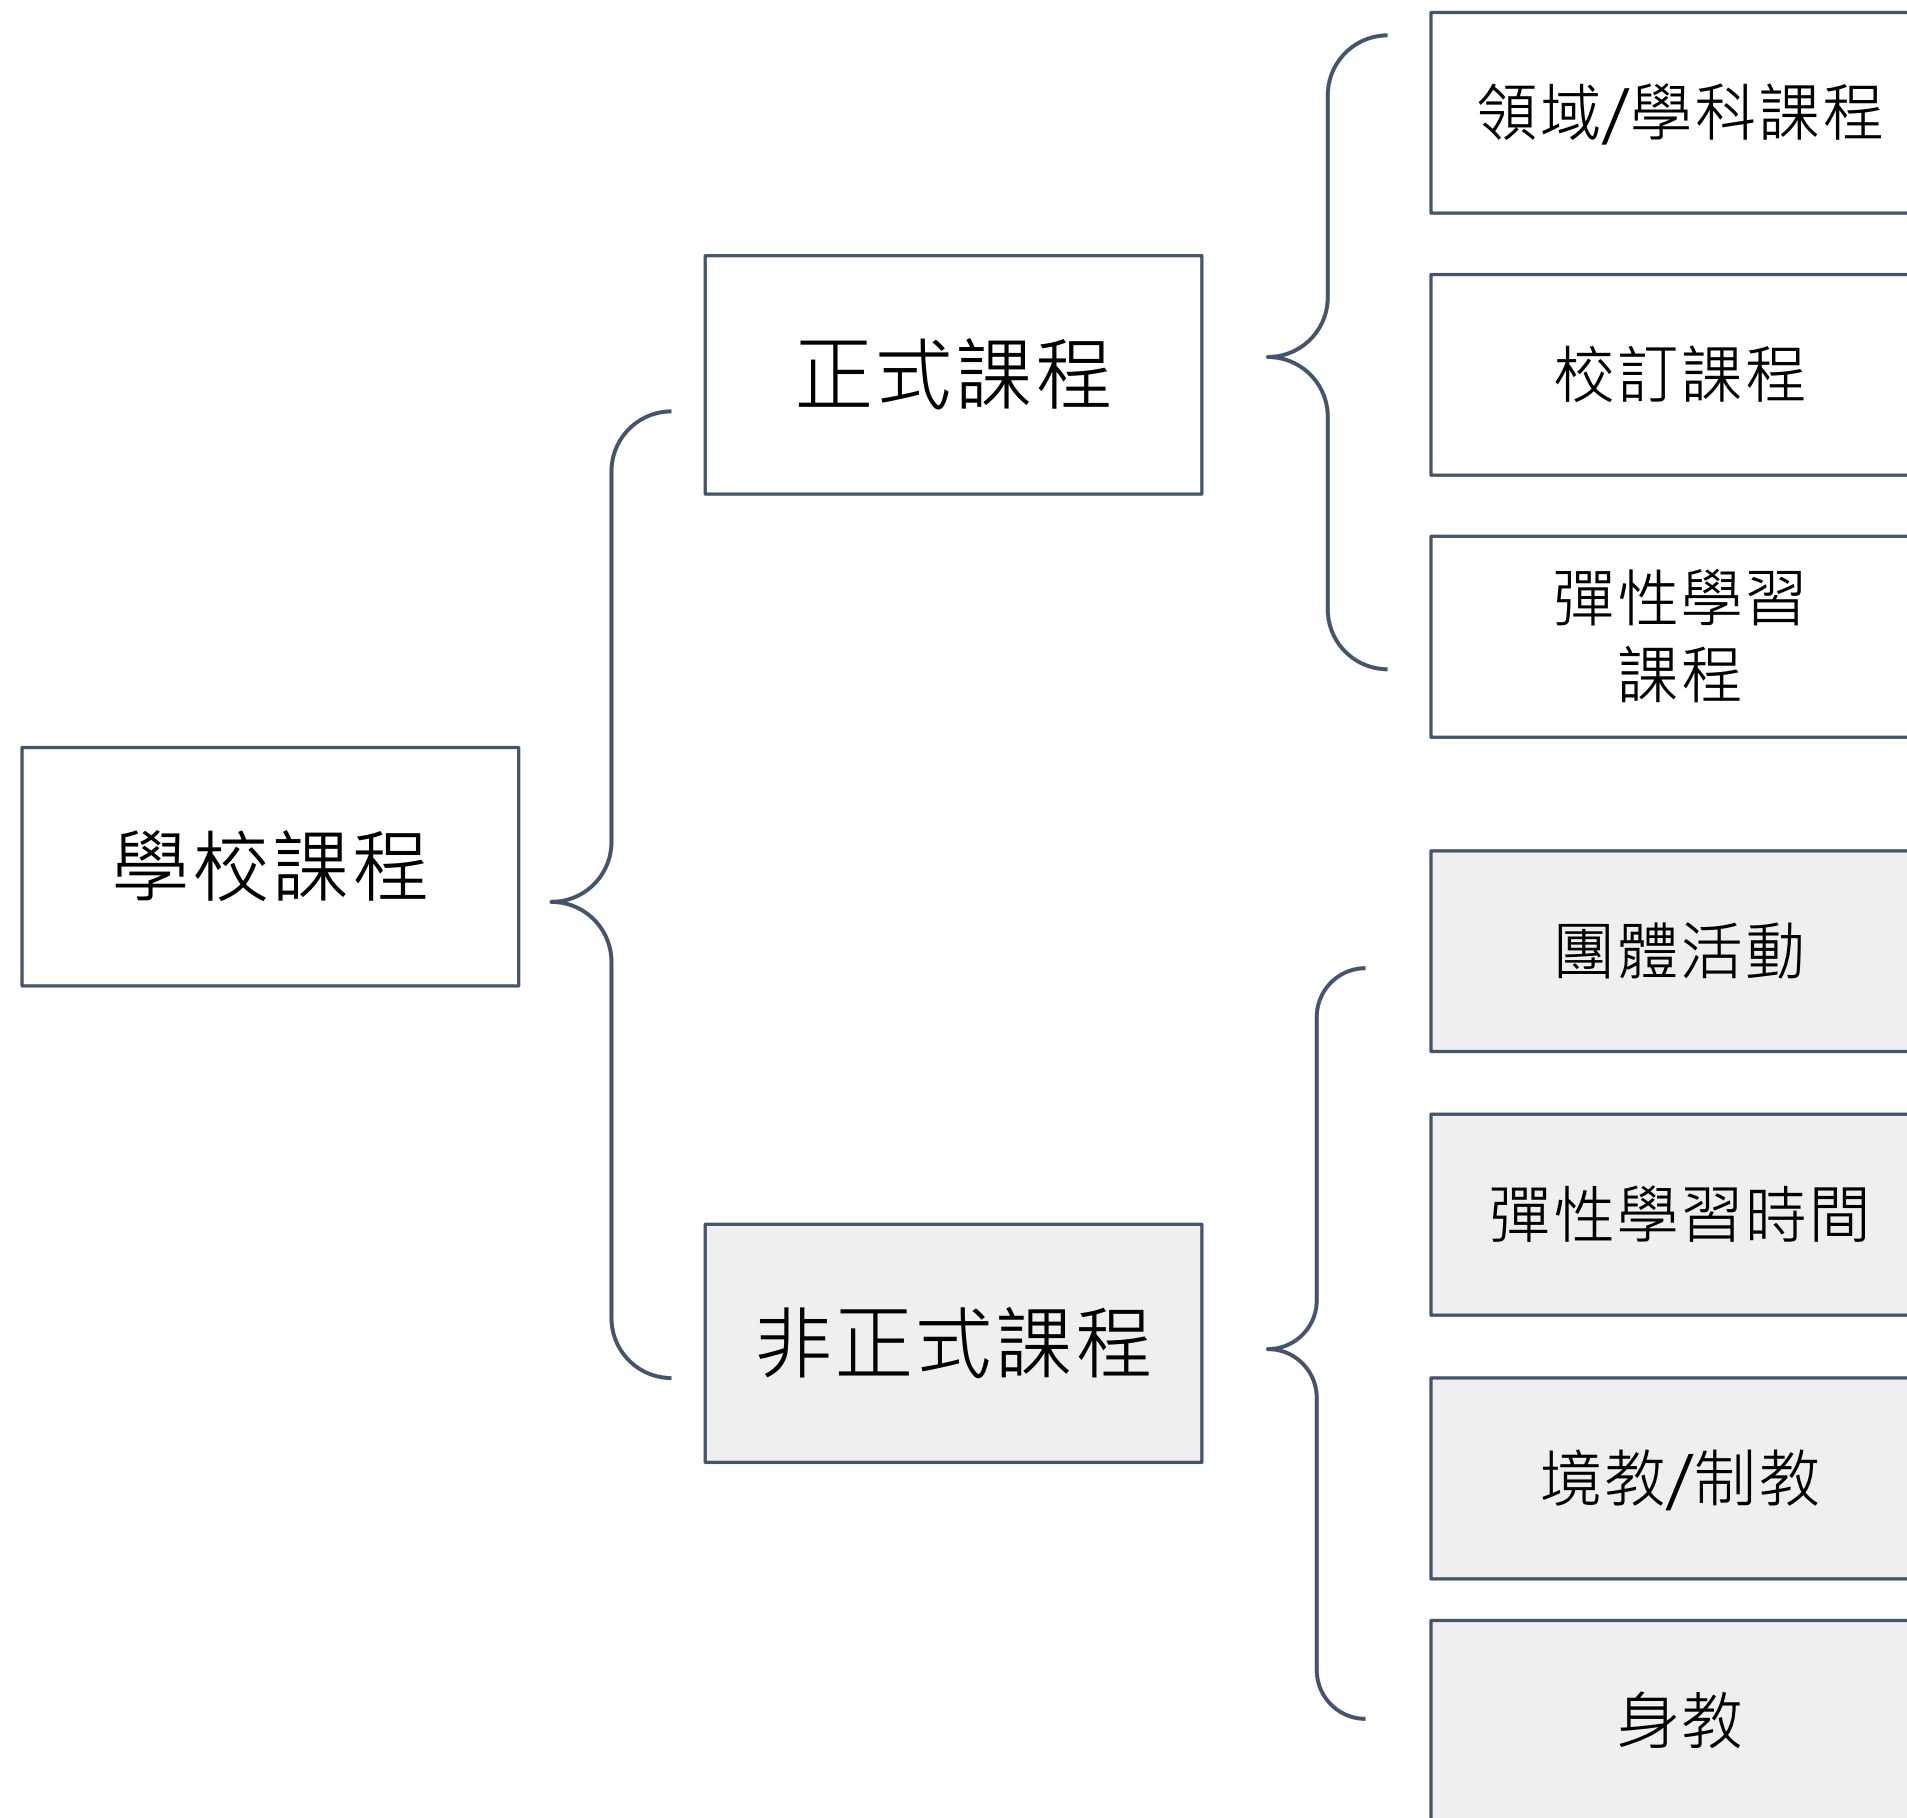 領域/學科課程
校訂課程
正式課程
彈性學習
課程
學校課程
團體活動
彈性學習時間
非正式課程
境教/制教
身教